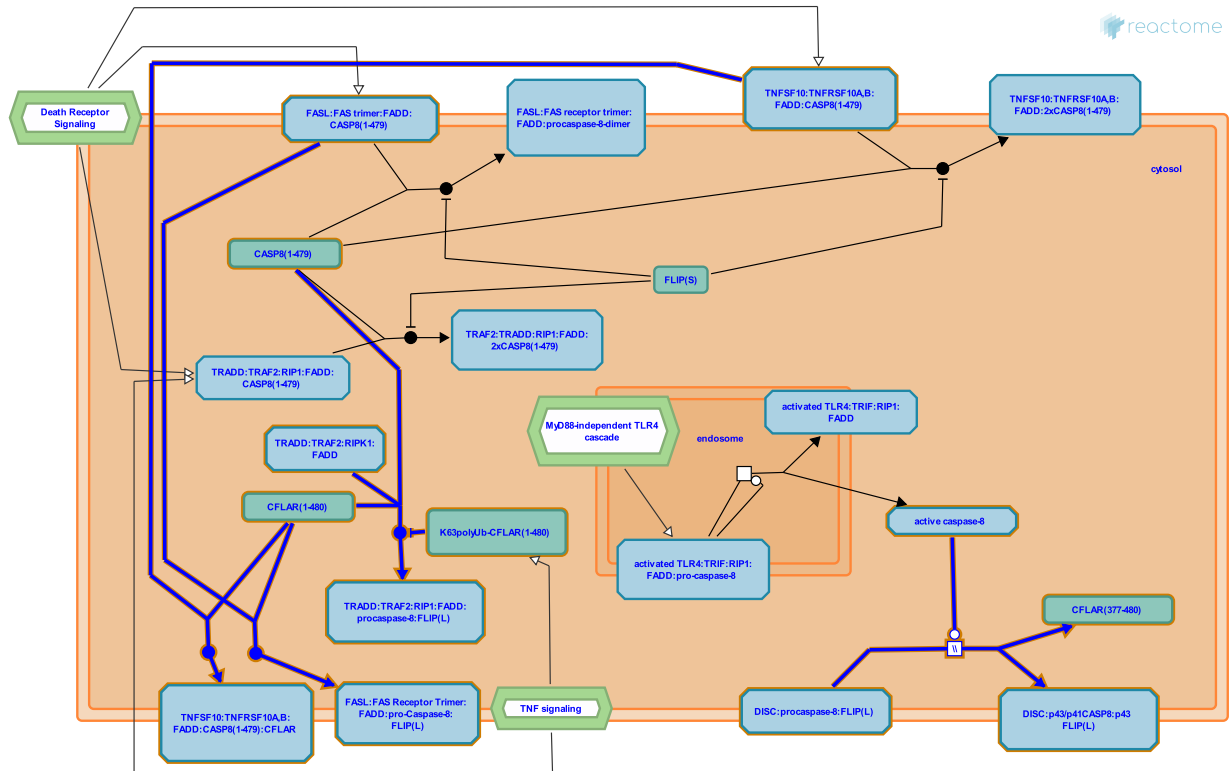 reactome
Death Receptor
Signaling
FASL:FAS trimer:FADD:
CASP8(1-479)
FASL:FAS receptor trimer:
FADD:procaspase-8-dimer
TNFSF10:TNFRSF10A,B:
FADD:CASP8(1-479)
TNFSF10:TNFRSF10A,B:
FADD:2xCASP8(1-479)
cytosol
CASP8(1-479)
FLIP(S)
TRAF2:TRADD:RIP1:FADD:
2xCASP8(1-479)
TRADD:TRAF2:RIP1:FADD:
CASP8(1-479)
activated TLR4:TRIF:RIP1:
FADD
MyD88-independent TLR4
cascade
endosome
TRADD:TRAF2:RIPK1:
FADD
CFLAR(1-480)
K63polyUb-CFLAR(1-480)
active caspase-8
activated TLR4:TRIF:RIP1:
FADD:pro-caspase-8
TRADD:TRAF2:RIP1:FADD:
procaspase-8:FLIP(L)
CFLAR(377-480)
\\
TNFSF10:TNFRSF10A,B:
FADD:CASP8(1-479):CFLAR
FASL:FAS Receptor Trimer:
FADD:pro-Caspase-8:
FLIP(L)
TNF signaling
DISC:procaspase-8:FLIP(L)
DISC:p43/p41CASP8:p43
FLIP(L)